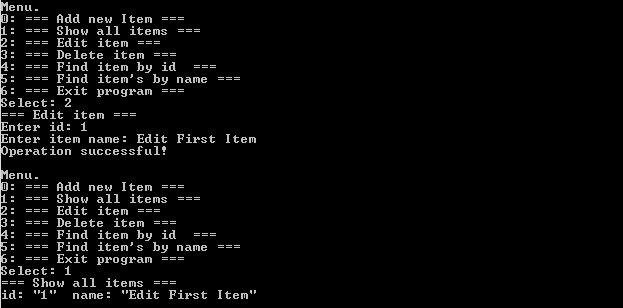 Menu.
0: === Add new Item ===
1: === Show all items ===
2: === Edit item ===
3: === Delete item ===
4: === Find item by id  ===
5: === Find item's by name ===
6: === Exit program ===
Select: 2
=== Edit item ===
Enter id: 1
Enter item name: Edit First Item
Operation successful!

Menu.
0: === Add new Item ===
1: === Show all items ===
2: === Edit item ===
3: === Delete item ===
4: === Find item by id  ===
5: === Find item's by name ===
6: === Exit program ===
Select: 1
=== Show all items ===
id: "1"  name: "Edit First Item"